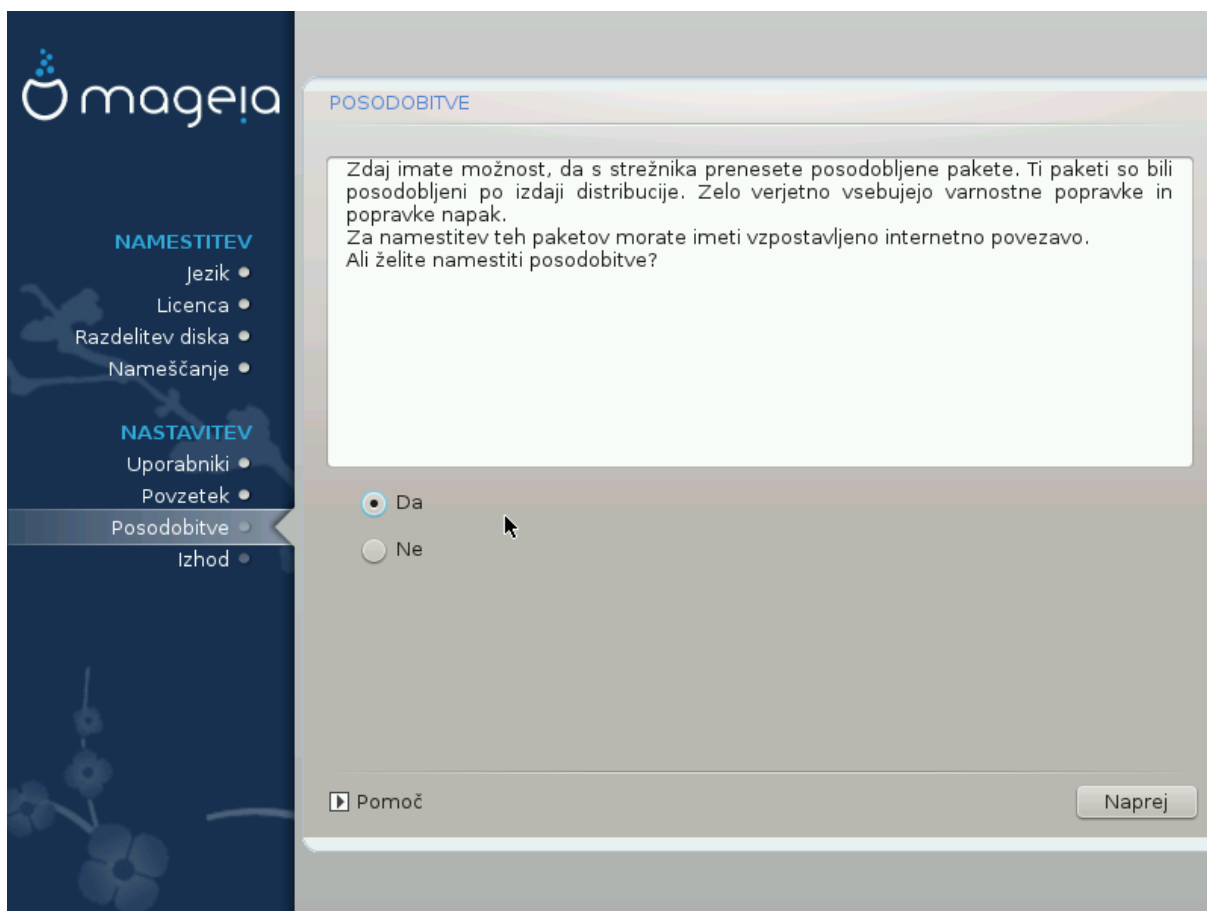 mageia
NAMESTITEV
Jezik
Licenca
Razdelitev diska
Nameščanje
NASTAVITEV
Uporabniki
Povzetek
Posodobitve
Izhod
POSODOBITVE
Zdaj imate možnost, da s strežnika prenesete posodobljene pakete. Ti paketi so bili
posodobljeni po izdaji distribucije. Zelo verjetno vsebujejo varnostne popravke in
popravke napak.
Za namestitev teh paketov morate imeti vzpostavljeno internetno povezavo.
Ali želite namestiti posodobitve?
Da
Ne
Pomoč
Naprej